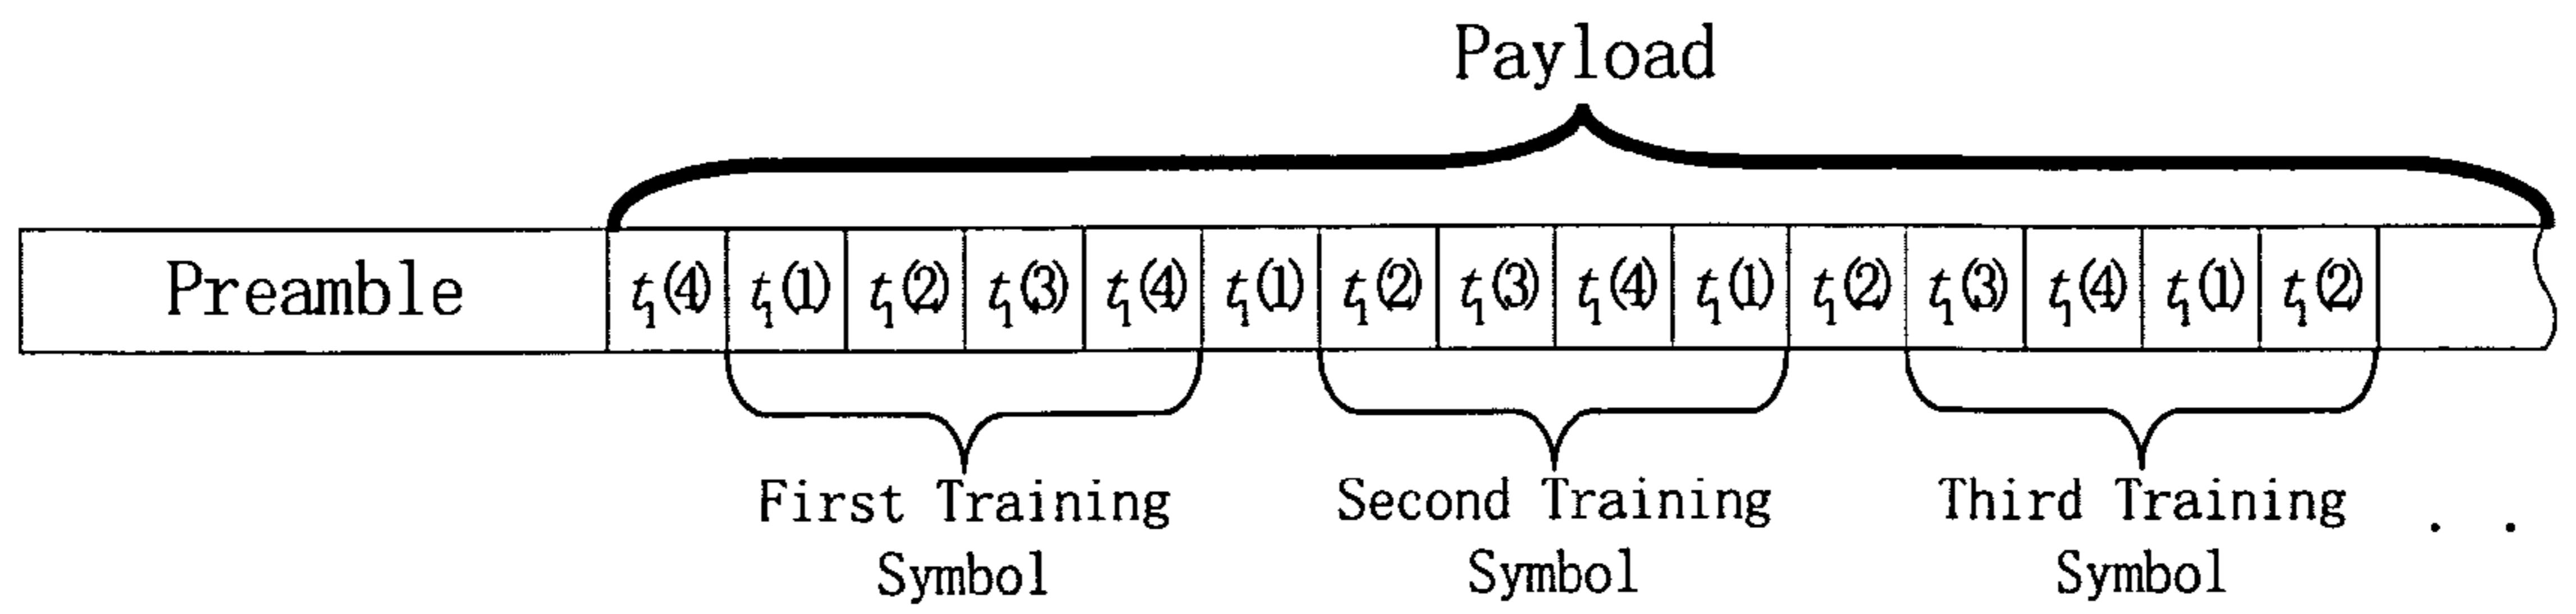 Payload
Preamble t₁(4) t₁(1) t₁(2) t₁(3) t₁(4) t₁(1) t₁(2) t₁(3) t₁(4) t₁(1) t₁(2) t₁(3) t₁(4) t₁(1) t₁(2)
First Training Second Training Third Training . .
Symbol Symbol Symbol